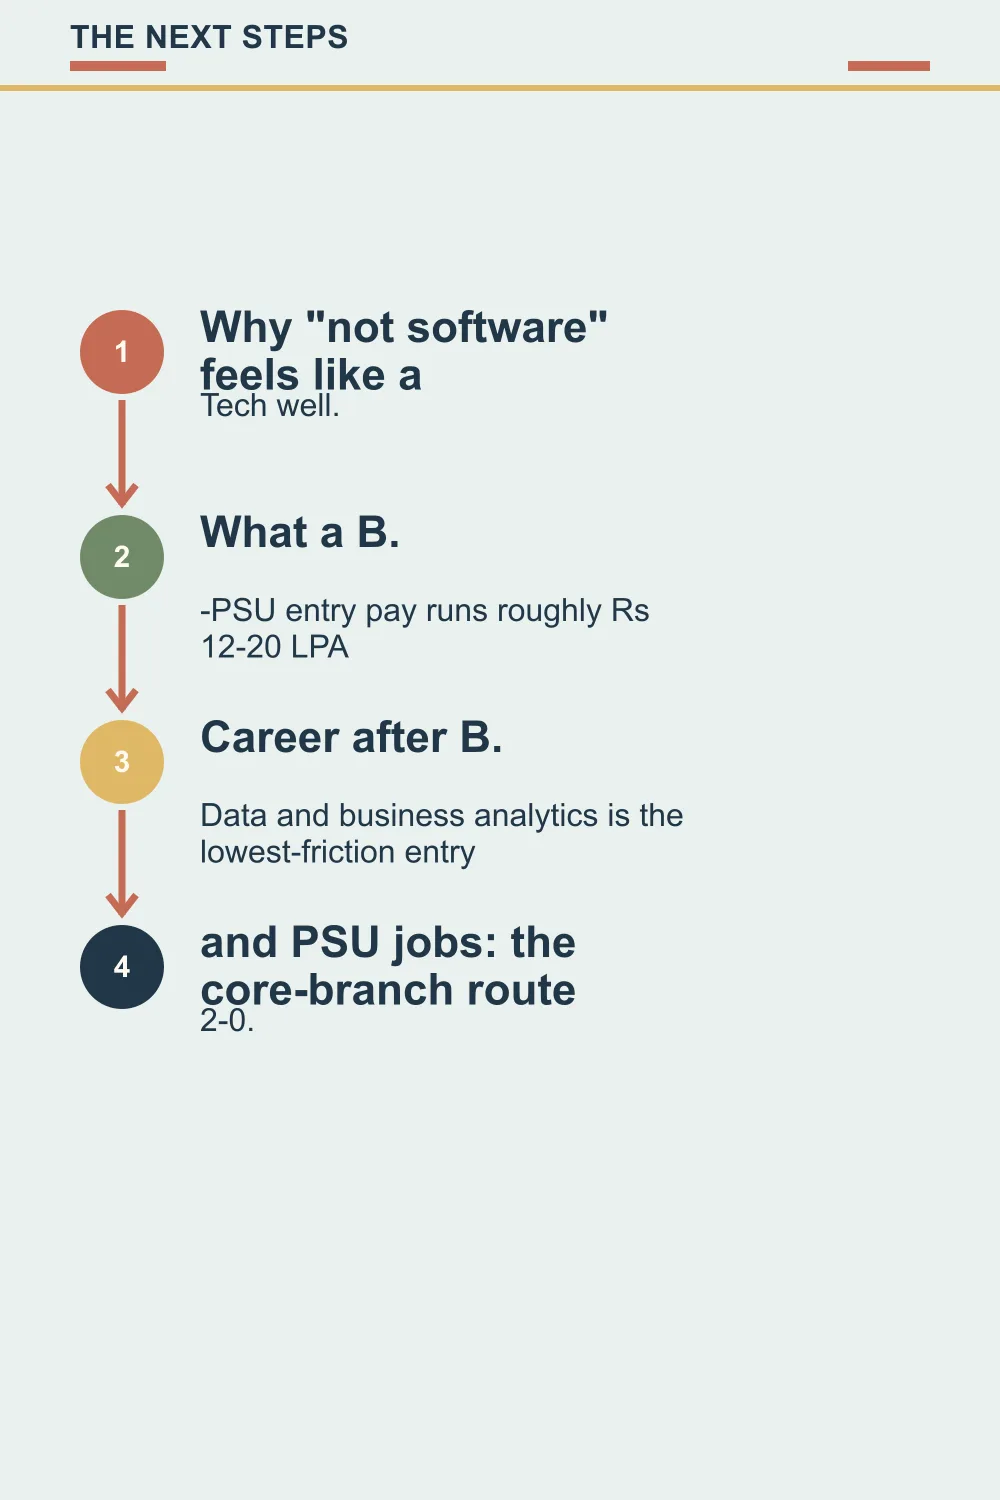 THE NEXT STEPS
1
Why "not software"
feels like a
Tech well.
2
What a B.
-PSU entry pay runs roughly Rs
12-20 LPA
3
Career after B.
Data and business analytics is the
lowest-friction entry
4
and PSU jobs: the
core-branch route
2-0.